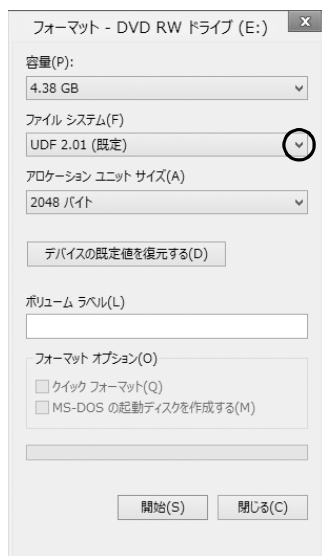 フォーマット - DVD RW ドライブ (E:)
容量(P):
4.38 GB
ファイル システム(F)
UDF 2.01 (既定)
アロケーション ユニット サイズ(A)
2048 バイト
デバイスの既定値を復元する(D)
ボリューム ラベル(L)
フォーマット オプション(O)
クイック フォーマット(Q)
MS-DOS の起動ディスクを作成する(M)
開始(S) 閉じる(C)